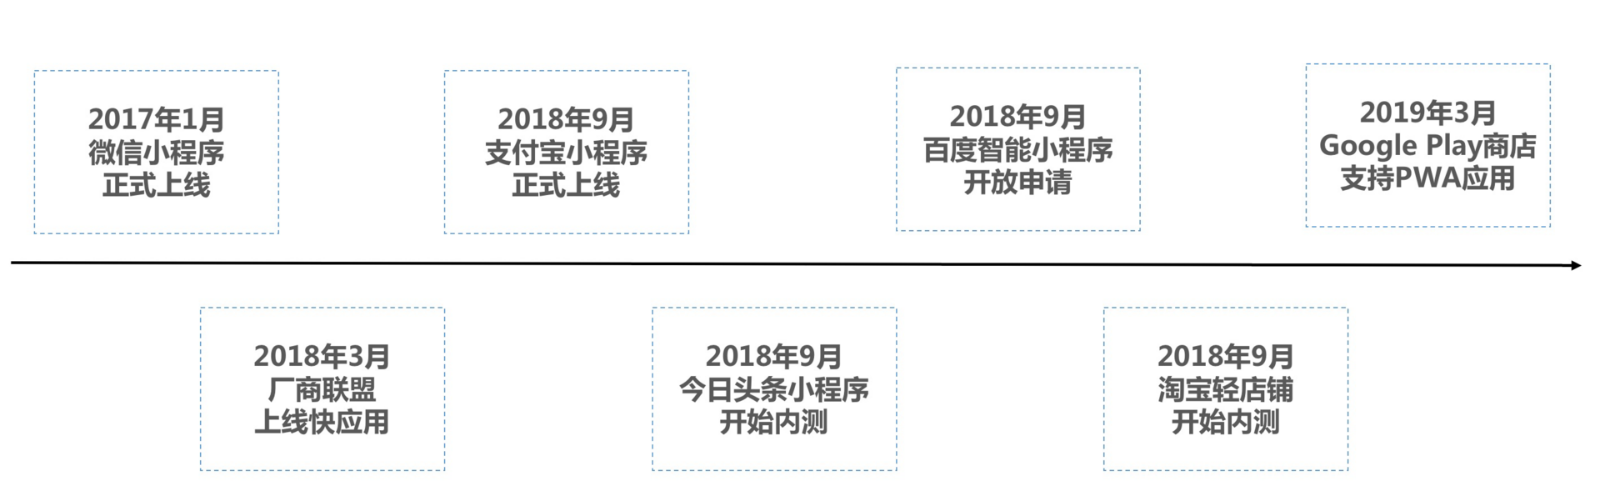 2017年1月
微信小程序
正式上线
2018年3月
厂商联盟
上线快应用
2018年9月
支付宝小程序
正式上线
2018年9月
今日头条小程序
开始内测
2018年9月
百度智能小程序
开放申请
2018年9月
淘宝轻店铺
开始内测
2019年3月
Google Play商店
支持PWA应用